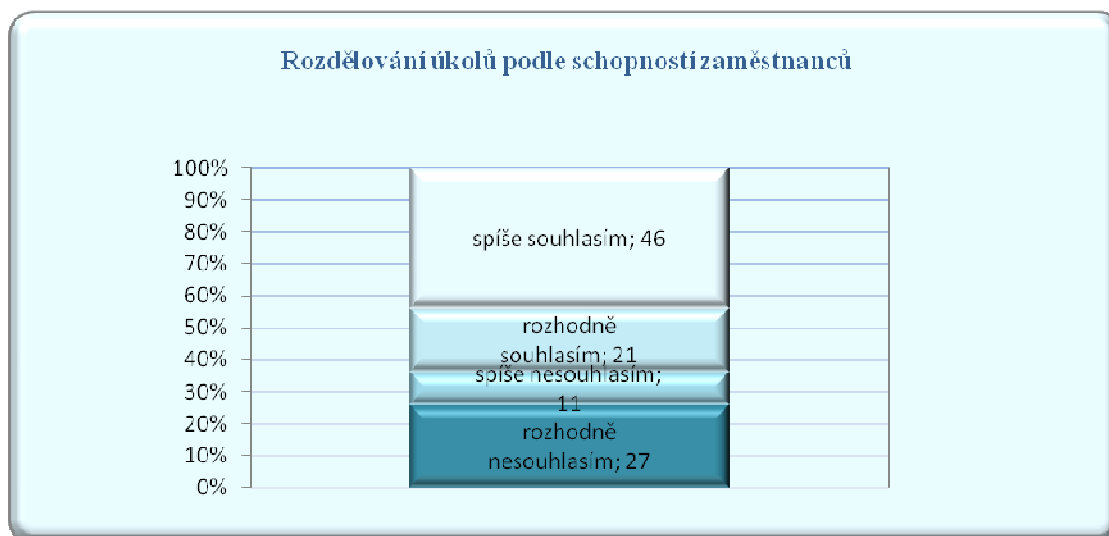 Rozdělování úkolů podle schopností zaměstnanců
100%
90%
80%
70%
60%
50%
40%
30%
20%
10%
0%
spíše souhlasím; 46
rozhodně
souhlasím; 21
spíše nesouhlasím;
11
rozhodně
nesouhlasím; 27